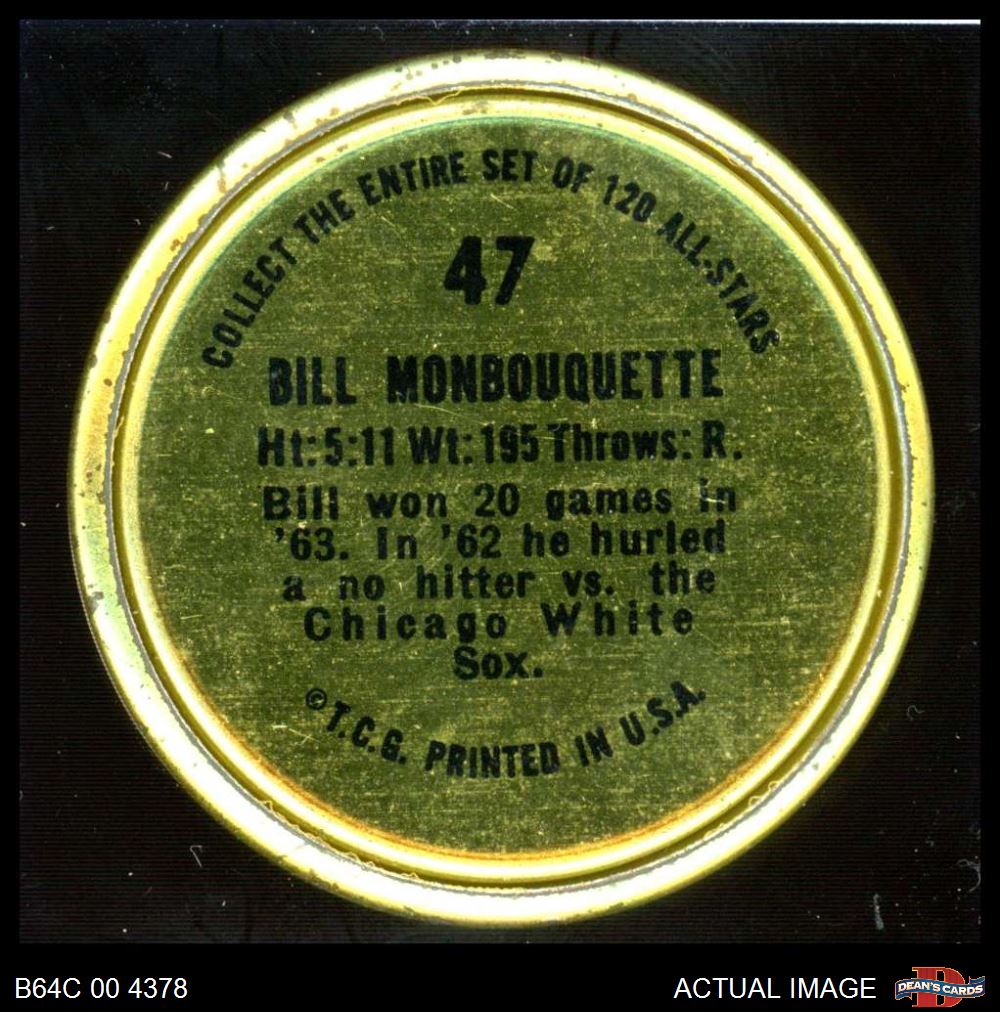 COLLECT THE ENTIRE SET OF 120 ALL-STARS
47
BILL MONBOUQUETTE
Ht: 5:11 Wt: 195 Throws: R.
Bill won 20 games in
'63. In '62 he hurled
a no hitter vs. the
Chicago White
Sox.
© T.C.G. PRINTED IN U.S.A.
B64C 00 4378
ACTUAL IMAGE
DEAN'S CARDS